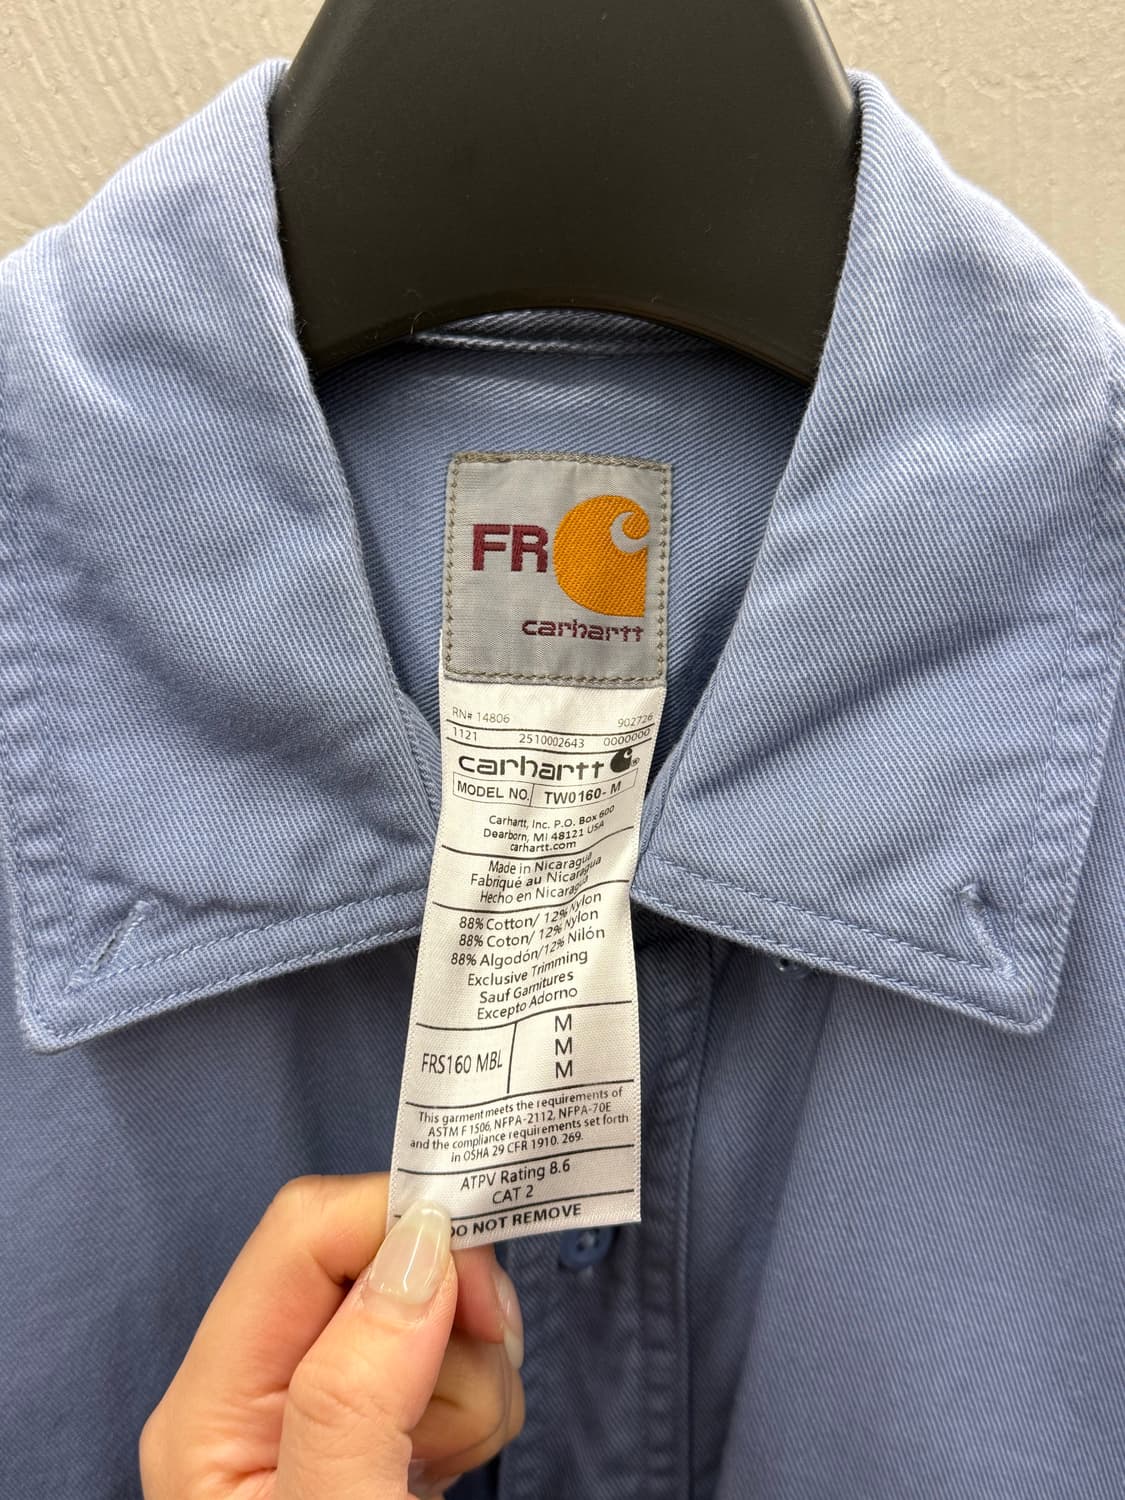 FR
carhartt
RN# 14806 902726
1121 2510002643 0000000
carhartt ®
MODEL NO. TW0160-M
Carhartt, Inc. P.O. Box 600
Dearborn, MI 48121 USA
carhartt.com
Made in Nicaragua
Fabriqué au Nicaragua
Hecho en Nicaragua
88% Cotton/ 12% Nylon
88% Coton/ 12% Nylon
88% Algodón/12% Nilón
Exclusive Trimming
Sauf Garnitures
Excepto Adorno
FRS160 MBL
M
M
M
This garment meets the requirements of
ASTM F 1506, NFPA-2112, NFPA-70E
and the compliance requirements set forth
in OSHA 29 CFR 1910. 269.
ATPV Rating 8.6
CAT 2
DO NOT REMOVE